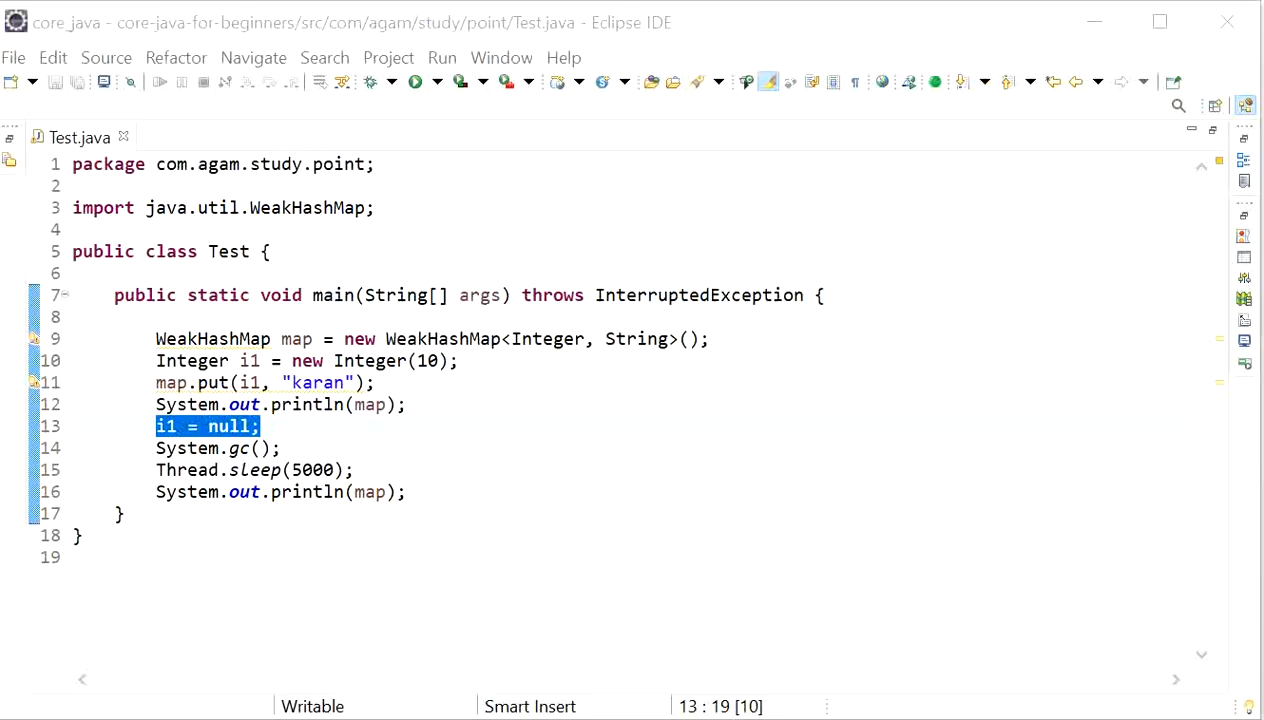 core_java - core-java-for-beginners/src/com/agam/study/point/Test.java - Eclipse IDE
File Edit Source Refactor Navigate Search Project Run Window Help
Test.java
1 package com.agam.study.point;
2
3 import java.util.WeakHashMap;
4
5 public class Test {
6
7 public static void main(String[] args) throws InterruptedException {
8
9 WeakHashMap map = new WeakHashMap<Integer, String>();
10 Integer i1 = new Integer(10);
11 map.put(i1, "karan");
12 System.out.println(map);
13 i1 = null;
14 System.gc();
15 Thread.sleep(5000);
16 System.out.println(map);
17 }
18 }
19
Writable Smart Insert 13 : 19 [10]